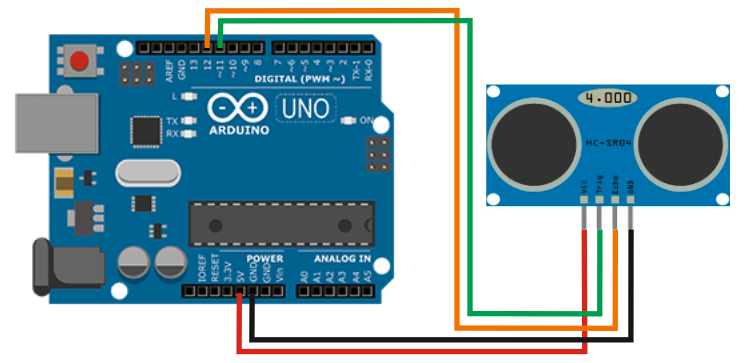 AREF
GND
13
12
~11
~10
~9
8
7
~6
~5
4
~3
2
TX-1
RX-0
DIGITAL (PWM ~)
L
TX
RX
ARDUINO
UNO
ON
POWER
ANALOG IN
IOREF
RESET
3.3V
5V
GND
GND
Vin
A0
A1
A2
A3
A4
A5
4.000
HC-SR04
VCC
Trig
Echo
GND